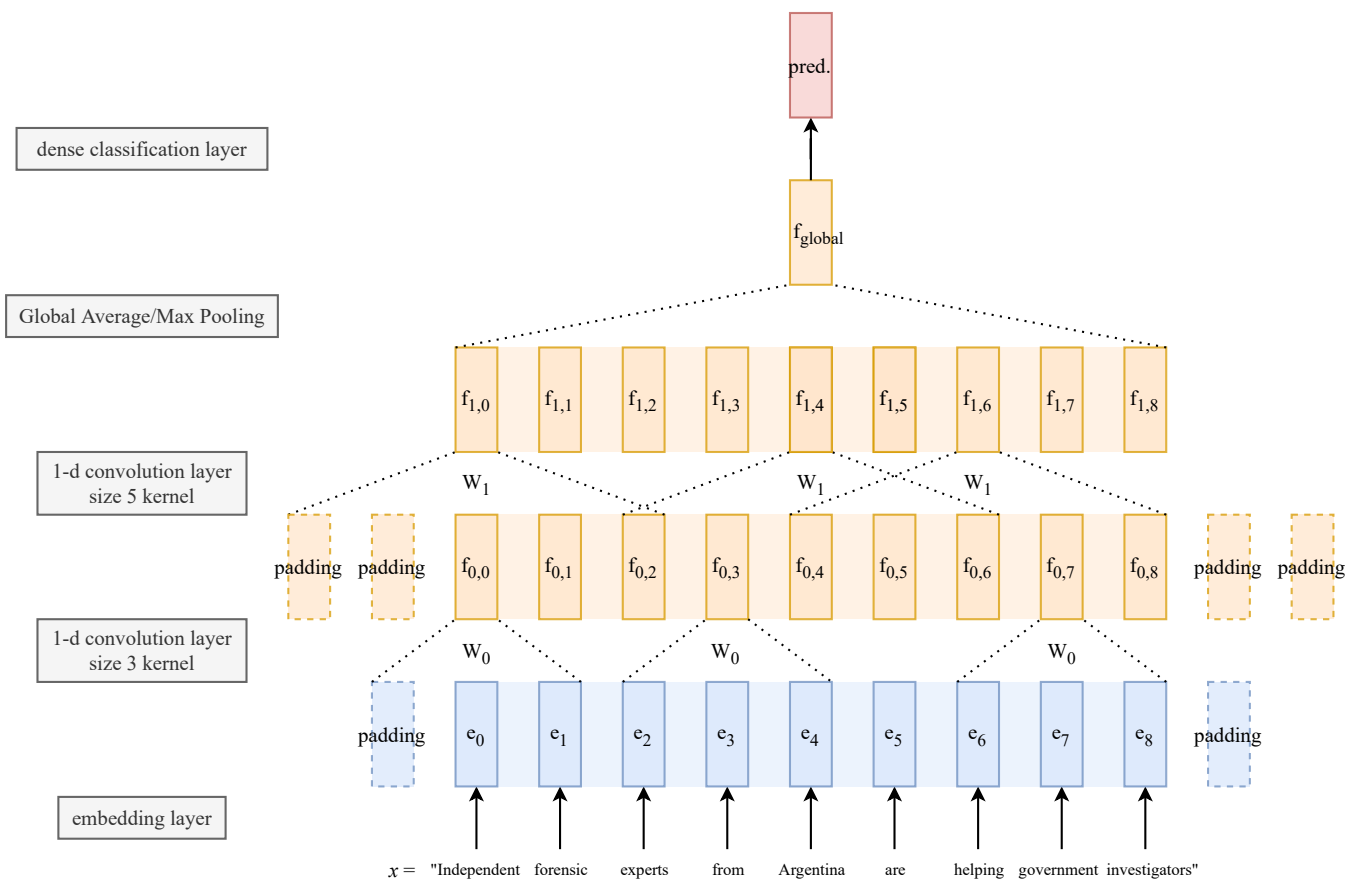 pred.
dense classification layer
f_global
Global Average/Max Pooling
f_1,0 f_1,1 f_1,2 f_1,3 f_1,4 f_1,5 f_1,6 f_1,7 f_1,8
1-d convolution layer
size 5 kernel
W_1 W_1 W_1
padding padding f_0,0 f_0,1 f_0,2 f_0,3 f_0,4 f_0,5 f_0,6 f_0,7 f_0,8 padding padding
1-d convolution layer
size 3 kernel
W_0 W_0 W_0
padding e_0 e_1 e_2 e_3 e_4 e_5 e_6 e_7 e_8 padding
embedding layer
x = "Independent forensic experts from Argentina are helping government investigators"